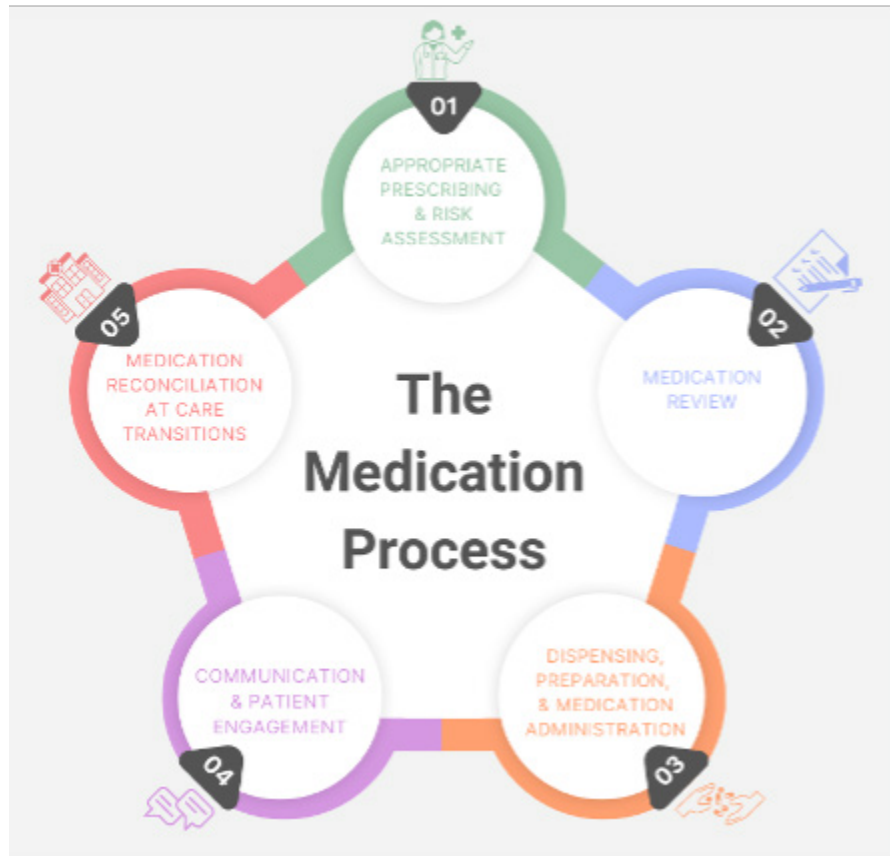 01
APPROPRIATE
PRESCRIBING
& RISK
ASSESSMENT
02
MEDICATION
REVIEW
03
DISPENSING,
PREPARATION,
& MEDICATION
ADMINISTRATION
04
COMMUNICATION
& PATIENT
ENGAGEMENT
05
MEDICATION
RECONCILIATION
AT CARE
TRANSITIONS
The
Medication
Process